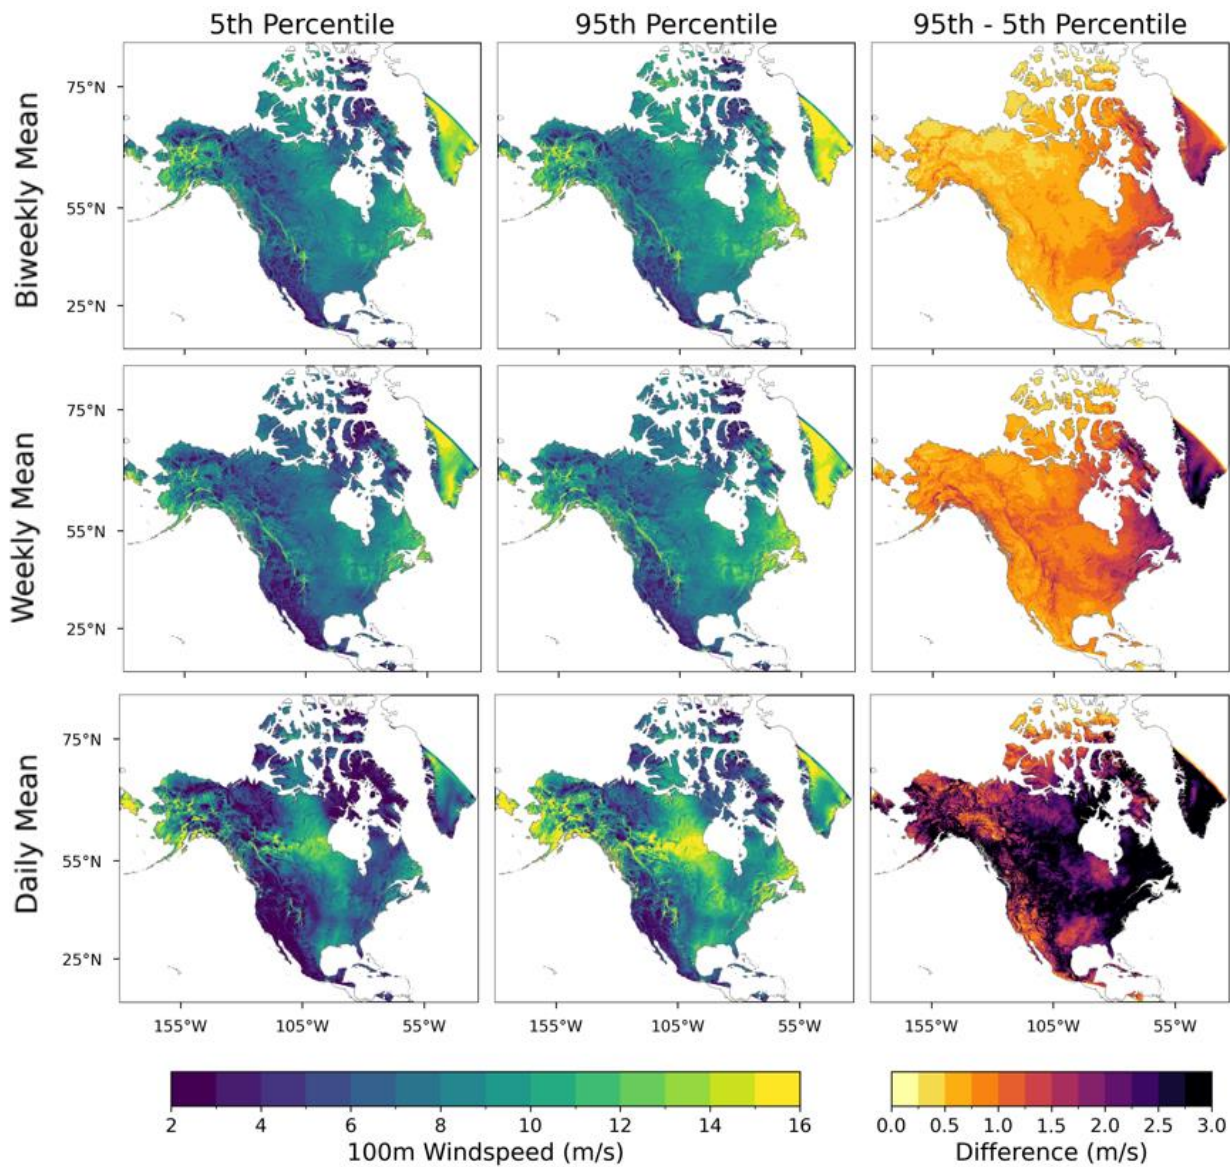 5th Percentile 95th Percentile 95th - 5th Percentile
Biweekly Mean
75°N
55°N
25°N
Weekly Mean
75°N
55°N
25°N
Daily Mean
75°N
55°N
25°N
155°W 105°W 55°W 155°W 105°W 55°W 155°W 105°W 55°W
2 4 6 8 10 12 14 16
100m Windspeed (m/s)
0.0 0.5 1.0 1.5 2.0 2.5 3.0
Difference (m/s)